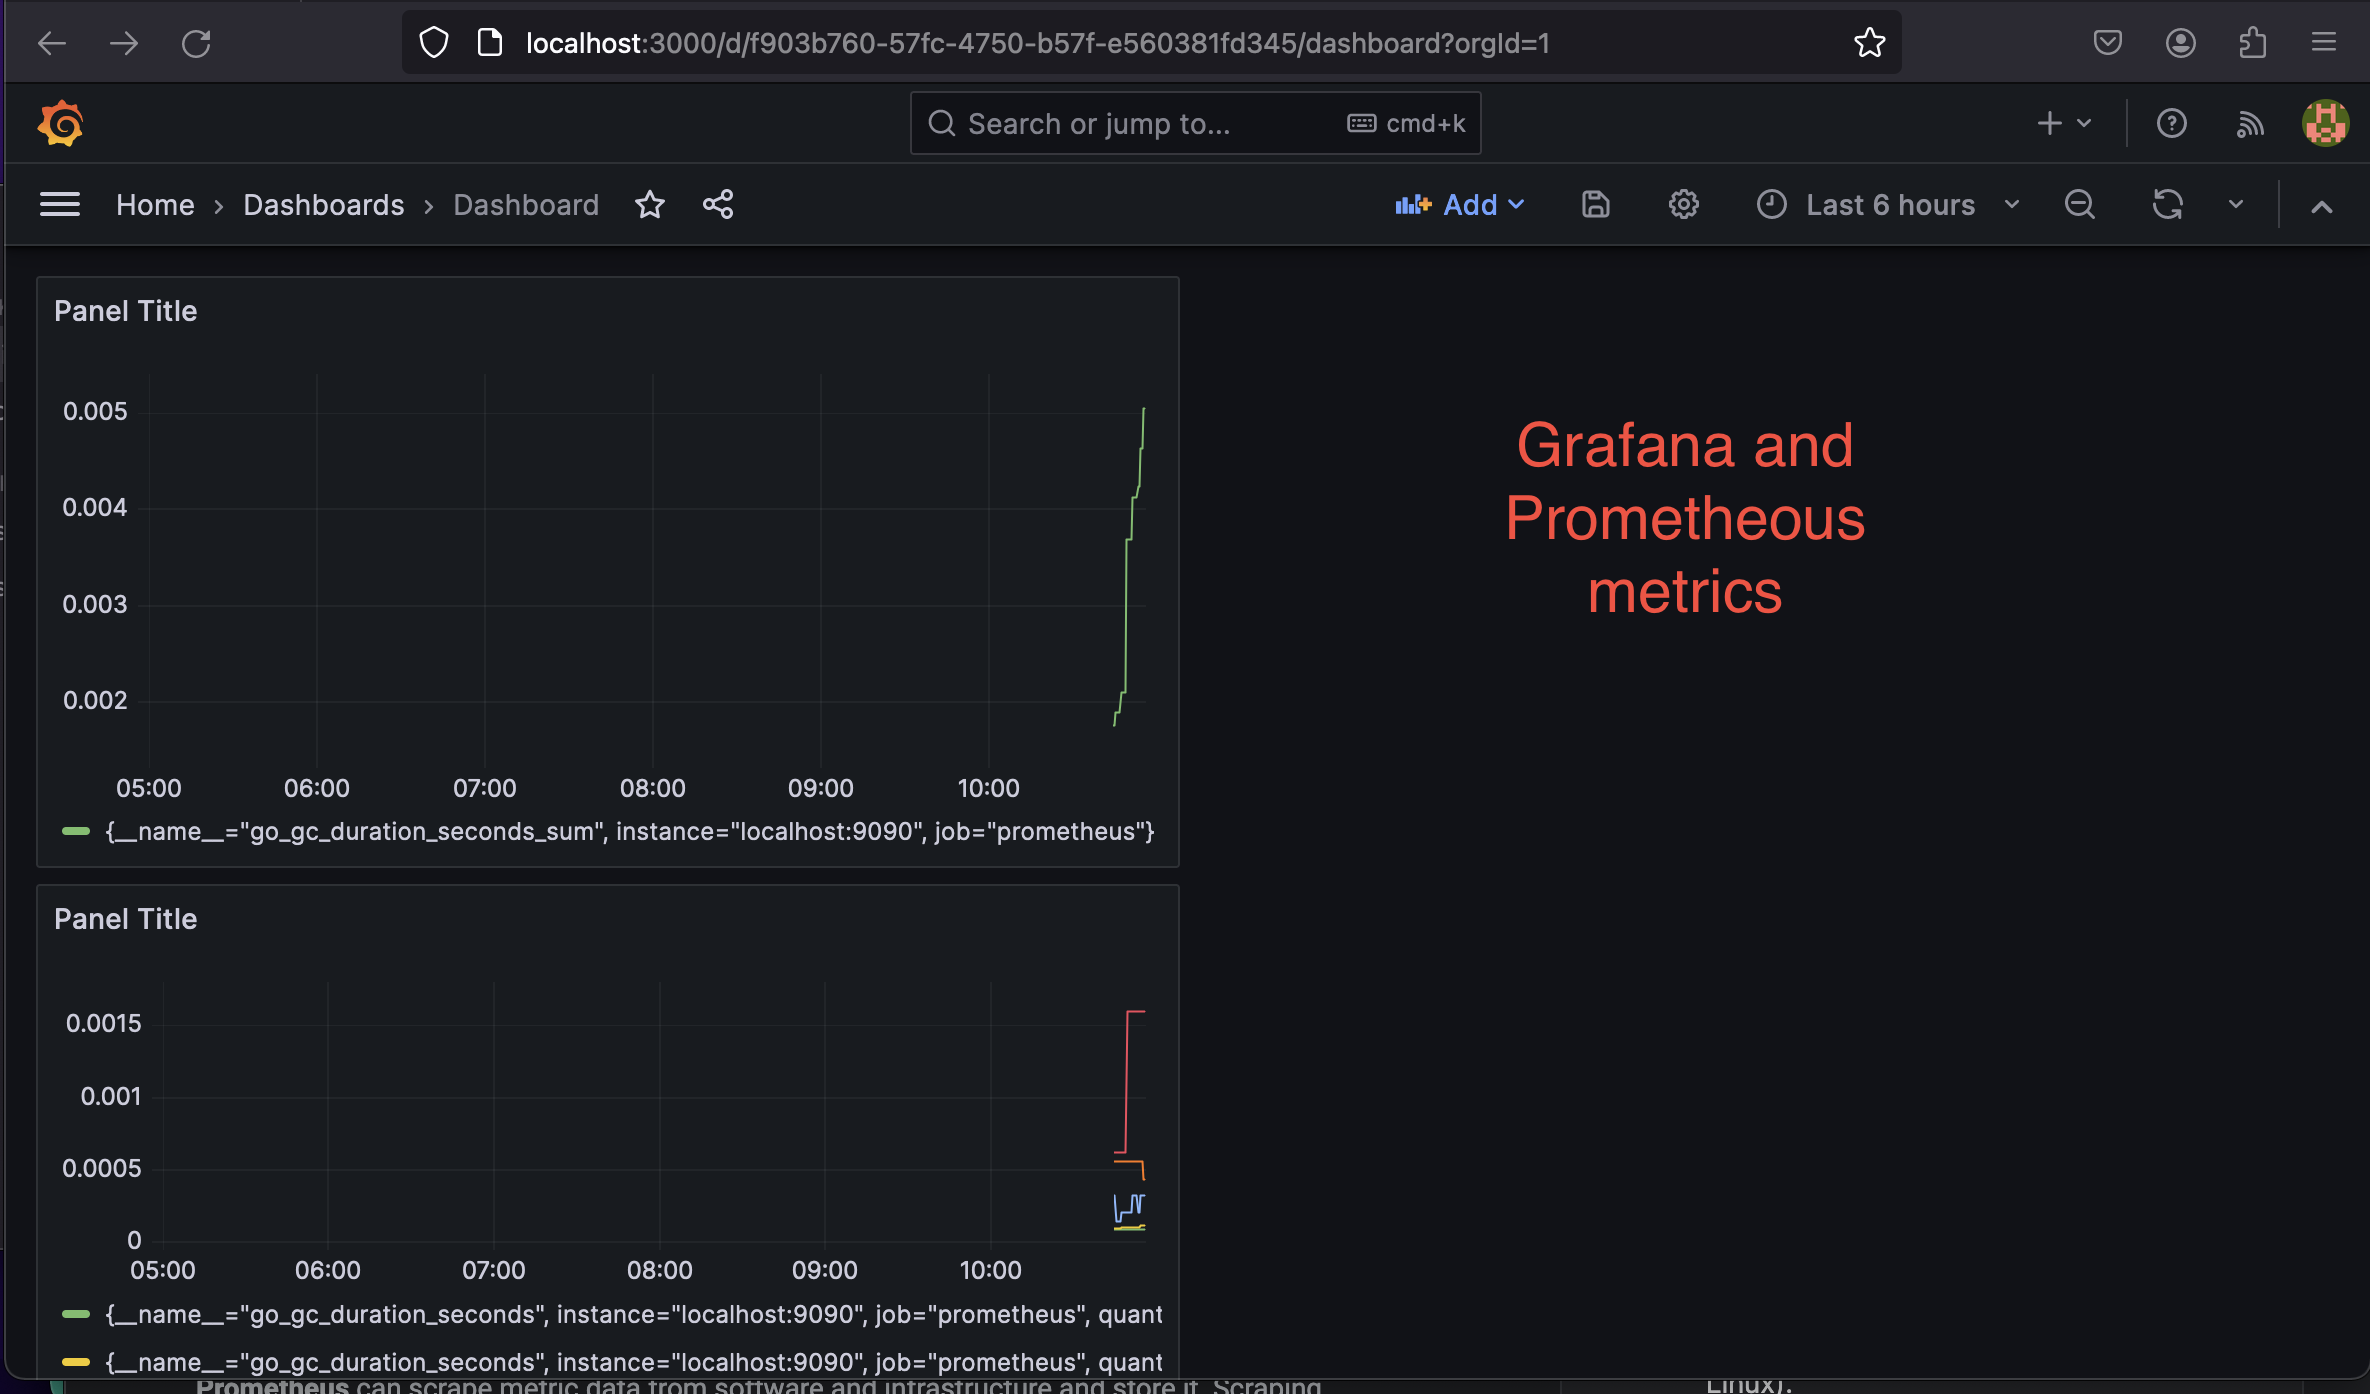 localhost:3000/d/f903b760-57fc-4750-b57f-e560381fd345/dashboard?orgId=1
Search or jump to... cmd+k
Home › Dashboards › Dashboard Add Last 6 hours
Panel Title
0.005
0.004
0.003
0.002
05:00 06:00 07:00 08:00 09:00 10:00
{__name__="go_gc_duration_seconds_sum", instance="localhost:9090", job="prometheus"}
Grafana and
Prometheous
metrics
Panel Title
0.0015
0.001
0.0005
0
05:00 06:00 07:00 08:00 09:00 10:00
{__name__="go_gc_duration_seconds", instance="localhost:9090", job="prometheus", quant
{__name__="go_gc_duration_seconds", instance="localhost:9090", job="prometheus", quant
Prometheus can scrape metric data from software and infrastructure and store it. Scraping
Linux).